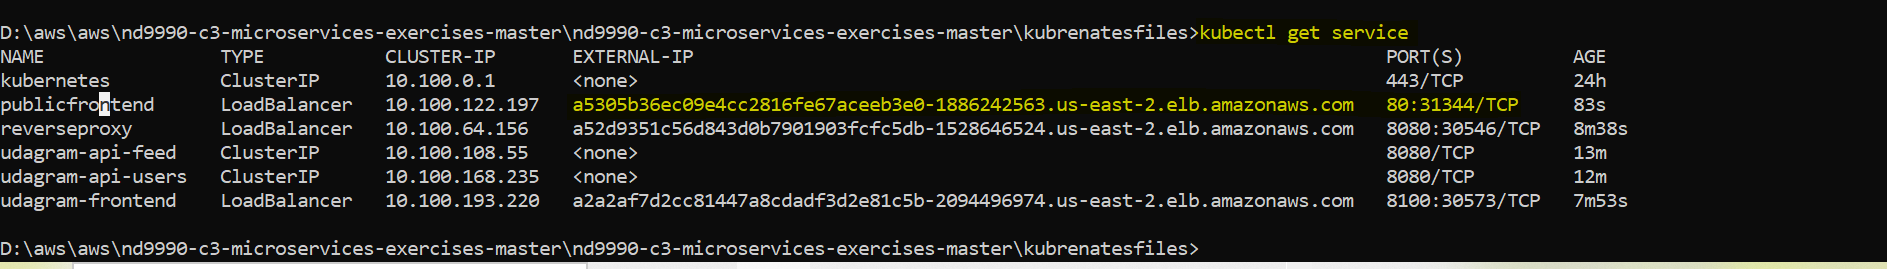 D:\aws\aws\nd9990-c3-microservices-exercises-master\nd9990-c3-microservices-exercises-master\kubrenatesfiles>kubectl get service
NAME TYPE CLUSTER-IP EXTERNAL-IP PORT(S) AGE
kubernetes ClusterIP 10.100.0.1 <none> 443/TCP 24h
publicfrontend LoadBalancer 10.100.122.197 a5305b36ec09e4cc2816fe67aceeb3e0-1886242563.us-east-2.elb.amazonaws.com 80:31344/TCP 83s
reverseproxy LoadBalancer 10.100.64.156 a52d9351c56d843d0b7901903fcfc5db-1528646524.us-east-2.elb.amazonaws.com 8080:30546/TCP 8m38s
udagram-api-feed ClusterIP 10.100.108.55 <none> 8080/TCP 13m
udagram-api-users ClusterIP 10.100.168.235 <none> 8080/TCP 12m
udagram-frontend LoadBalancer 10.100.193.220 a2a2af7d2cc81447a8cdadf3d2e81c5b-2094496974.us-east-2.elb.amazonaws.com 8100:30573/TCP 7m53s
D:\aws\aws\nd9990-c3-microservices-exercises-master\nd9990-c3-microservices-exercises-master\kubrenatesfiles>